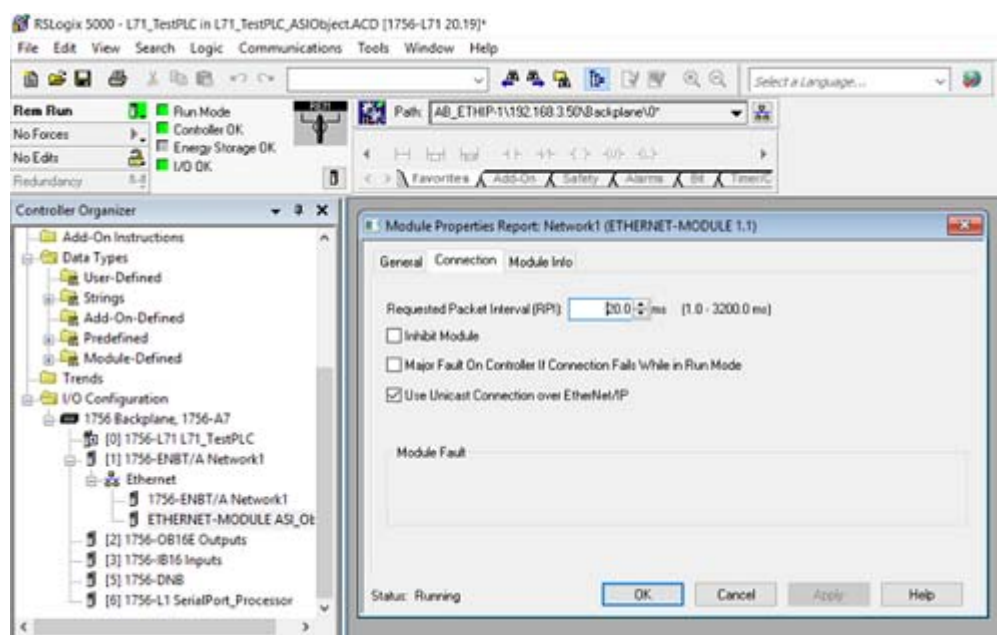 RSLogix 5000 - L71_TestPLC in L71_TestPLC_ASIObject.ACD [1756-L71 20.19]*
File Edit View Search Logic Communications Tools Window Help
Select a Language...
Rem Run
Run Mode
No Forces
Controller OK
Energy Storage OK
No Edits
I/O OK
Redundancy
REM
Path: AB_ETHIP-1\192.168.3.50\Backplane\0*
Favorites Add-On Safety Alarms Bit Timer/C
Controller Organizer
Add-On Instructions
Data Types
User-Defined
Strings
Add-On-Defined
Predefined
Module-Defined
Trends
I/O Configuration
1756 Backplane, 1756-A7
[0] 1756-L71 L71_TestPLC
[1] 1756-ENBT/A Network1
Ethernet
1756-ENBT/A Network1
ETHERNET-MODULE ASI_Ob
[2] 1756-OB16E Outputs
[3] 1756-IB16 Inputs
[5] 1756-DNB
[6] 1756-L1 SerialPort_Processor
Module Properties Report: Network1 (ETHERNET-MODULE 1.1)
General Connection Module Info
Requested Packet Interval (RPI): 20.0 ms (1.0 - 3200.0 ms)
Inhibit Module
Major Fault On Controller If Connection Fails While in Run Mode
Use Unicast Connection over EtherNet/IP
Module Fault
Status: Running
OK Cancel Apply Help